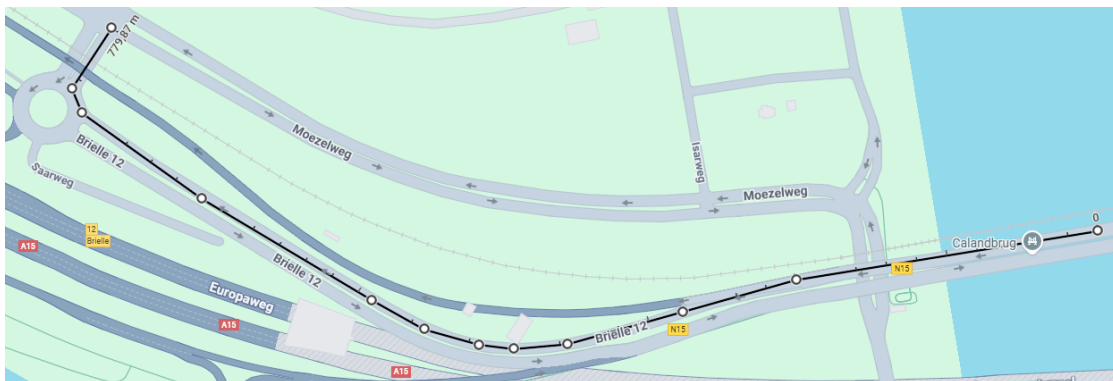 779,87 m
Brielle 12
Moezelweg
Isarweg
Saarweg
Moezelweg
12
Brielle
A15
Calandbrug
0
N15
Brielle 12
Europaweg
A15
N15
Brielle 12
A15